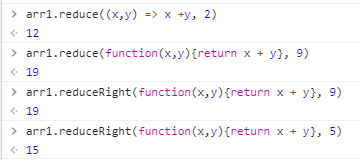 > arr1.reduce((x,y) => x +y, 2)
< 12
> arr1.reduce(function(x,y){return x + y}, 9)
< 19
> arr1.reduceRight(function(x,y){return x + y}, 9)
< 19
> arr1.reduceRight(function(x,y){return x + y}, 5)
< 15